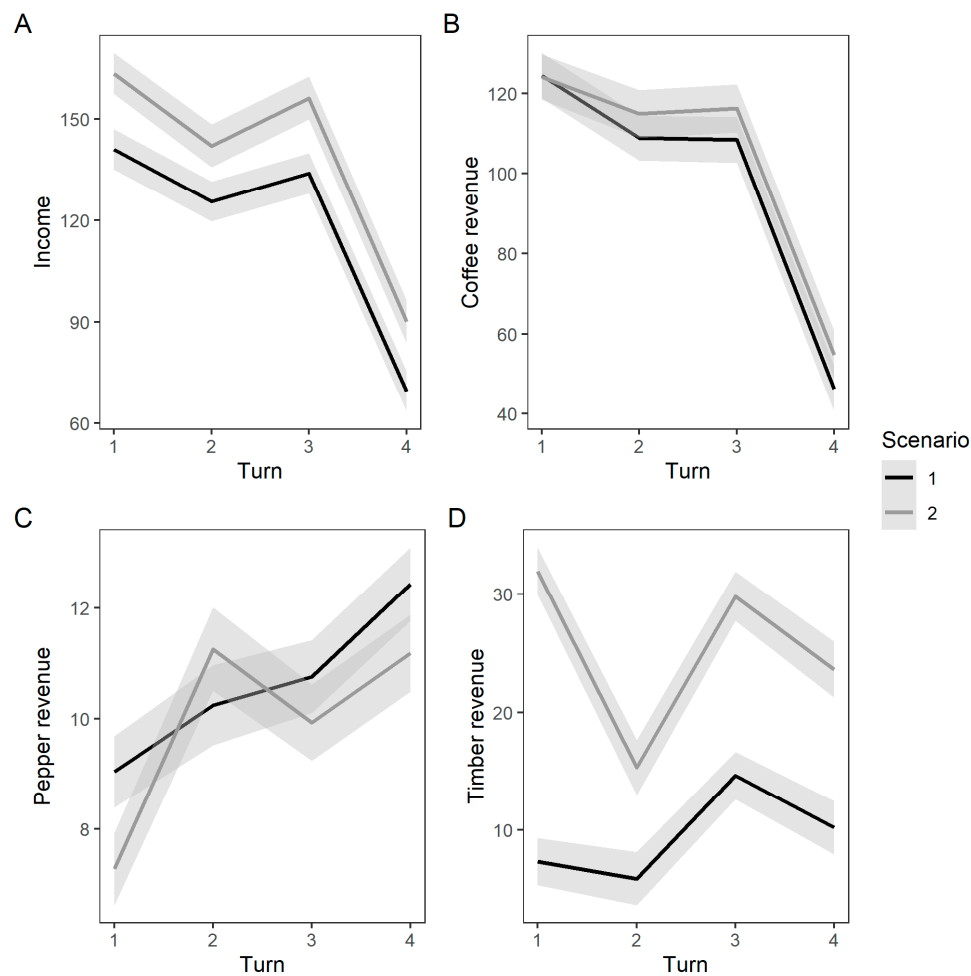 A
Income
150
120
90
60
1 2 3 4
Turn
B
Coffee revenue
120
100
80
60
40
1 2 3 4
Turn
Scenario
1
2
C
Pepper revenue
12
10
8
1 2 3 4
Turn
D
Timber revenue
30
20
10
1 2 3 4
Turn